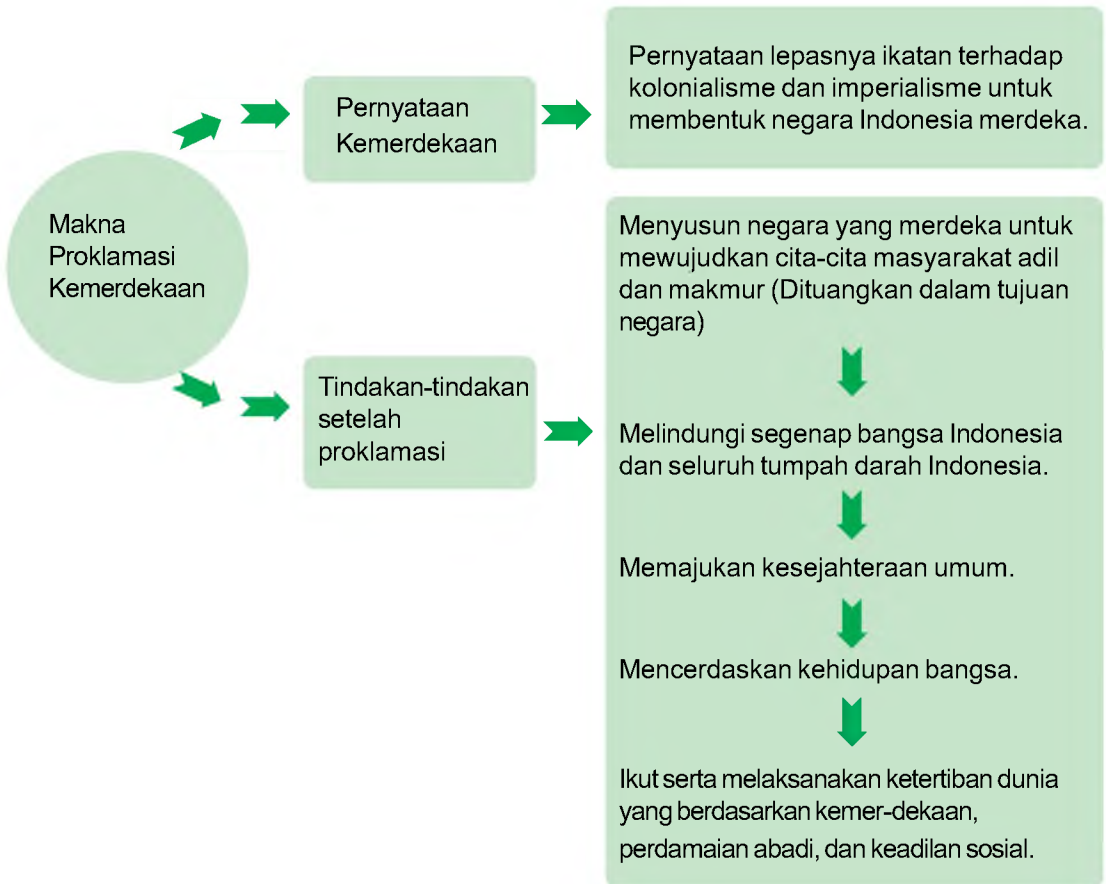 Makna
Proklamasi
Kemerdekaan
Pernyataan
Kemerdekaan
Pernyataan lepasnya ikatan terhadap
kolonialisme dan imperialisme untuk
membentuk negara Indonesia merdeka.
Tindakan-tindakan
setelah
proklamasi
Menyusun negara yang merdeka untuk
mewujudkan cita-cita masyarakat adil
dan makmur (Dituangkan dalam tujuan
negara)
Melindungi segenap bangsa Indonesia
dan seluruh tumpah darah Indonesia.
Memajukan kesejahteraan umum.
Mencerdaskan kehidupan bangsa.
Ikut serta melaksanakan ketertiban dunia
yang berdasarkan kemer-dekaan,
perdamaian abadi, dan keadilan sosial.